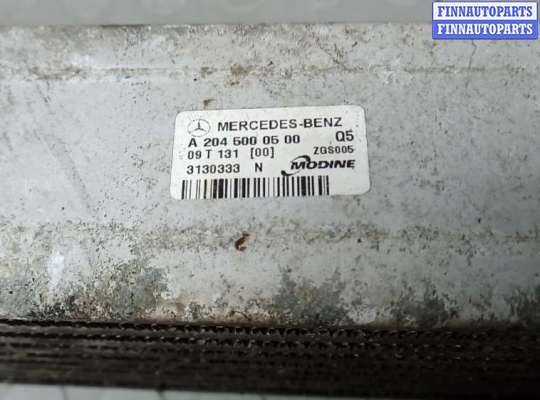 FINNAUTOPARTS
FINNAUTOPARTS
MERCEDES-BENZ
A 204 500 05 00 Q5
09 T 131 [00] ZGS005
3130333 N MODINE